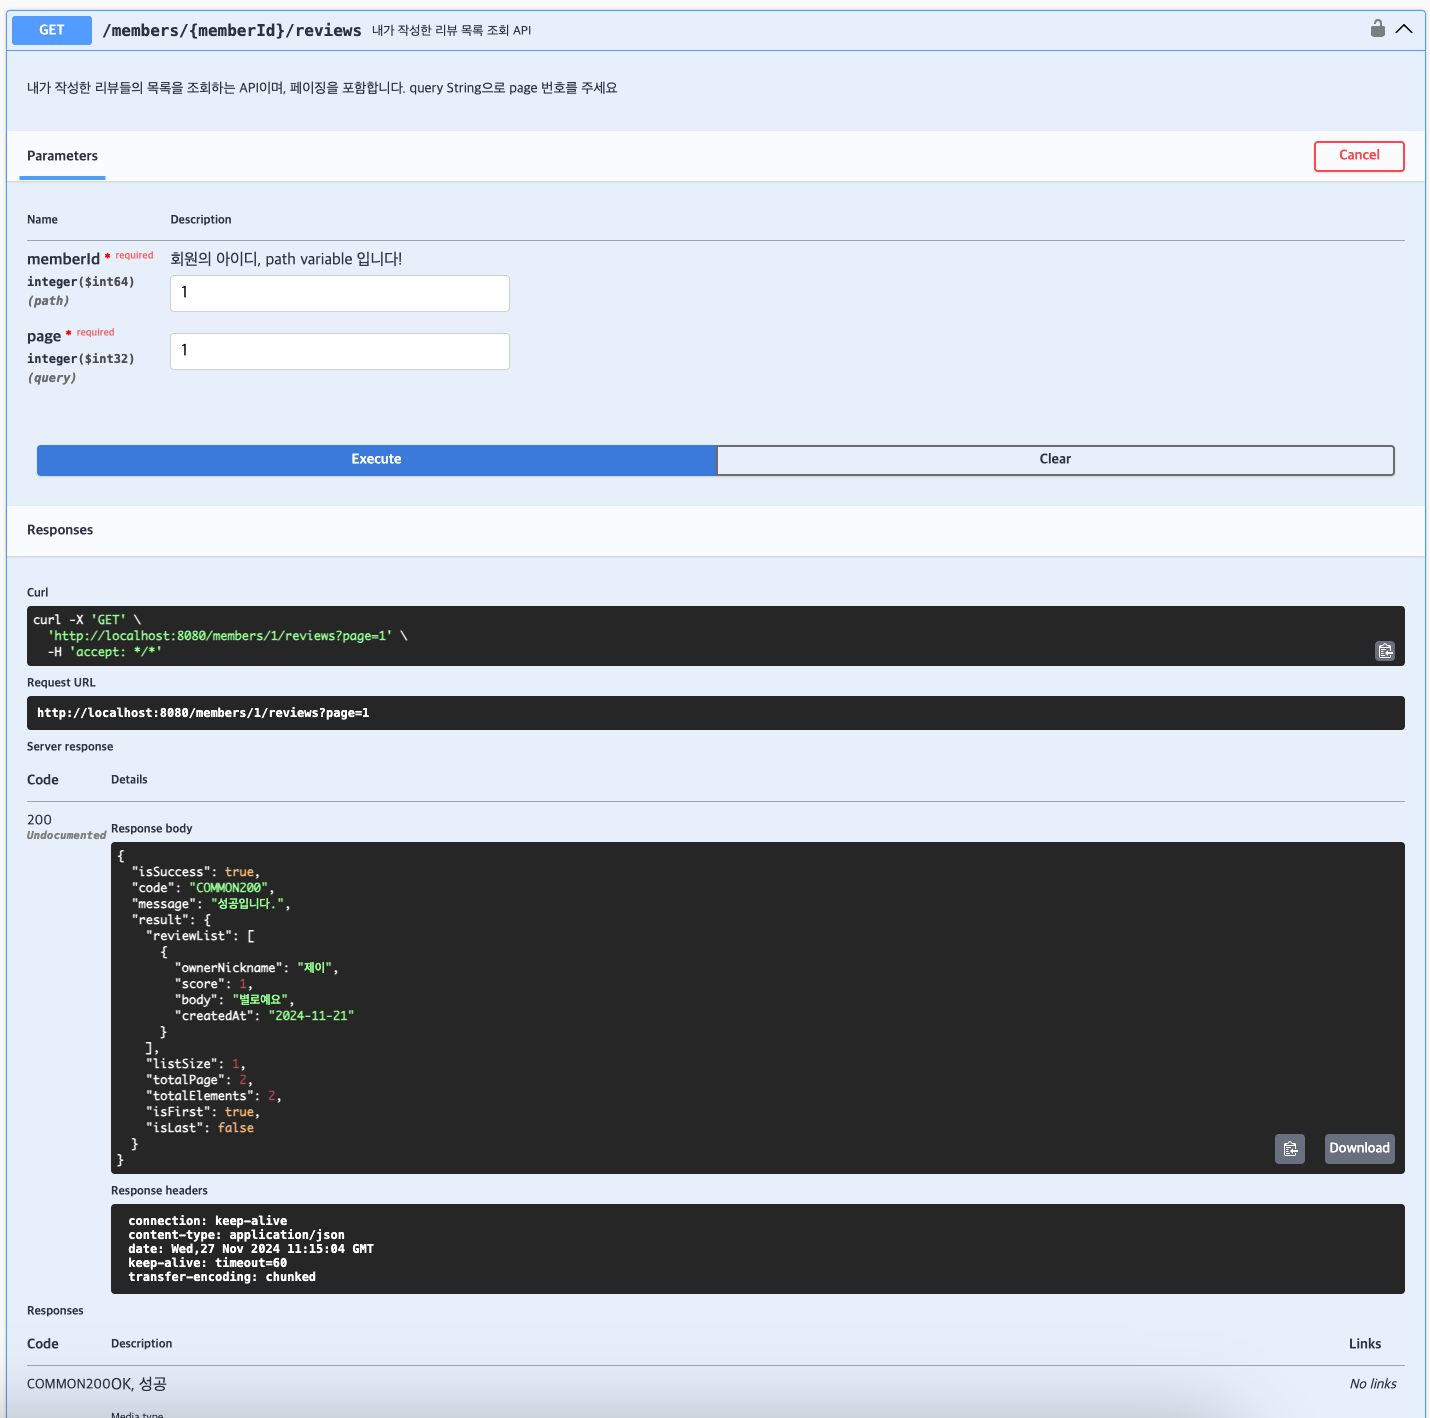 GET /members/{memberId}/reviews 내가 작성한 리뷰 목록 조회 API
내가 작성한 리뷰들의 목록을 조회하는 API이며, 페이징을 포함합니다. query String으로 page 번호를 주세요
Parameters
Cancel
Name Description
memberId * required 회원의 아이디, path variable 입니다!
integer($int64) 1
(path)
page * required
integer($int32) 1
(query)
Execute Clear
Responses
Curl
curl -X 'GET' \
'http://localhost:8080/members/1/reviews?page=1' \
-H 'accept: */*'
Request URL
http://localhost:8080/members/1/reviews?page=1
Server response
Code Details
200
Undocumented Response body
{
"isSuccess": true,
"code": "COMMON200",
"message": "성공입니다.",
"result": {
"reviewList": [
{
"ownerNickname": "제이",
"score": 1,
"body": "별로예요",
"createdAt": "2024-11-21"
}
],
"listSize": 1,
"totalPage": 2,
"totalElements": 2,
"isFirst": true,
"isLast": false
}
}
Download
Response headers
connection: keep-alive
content-type: application/json
date: Wed,27 Nov 2024 11:15:04 GMT
keep-alive: timeout=60
transfer-encoding: chunked
Responses
Code Description Links
COMMON200 OK, 성공 No links
Media type